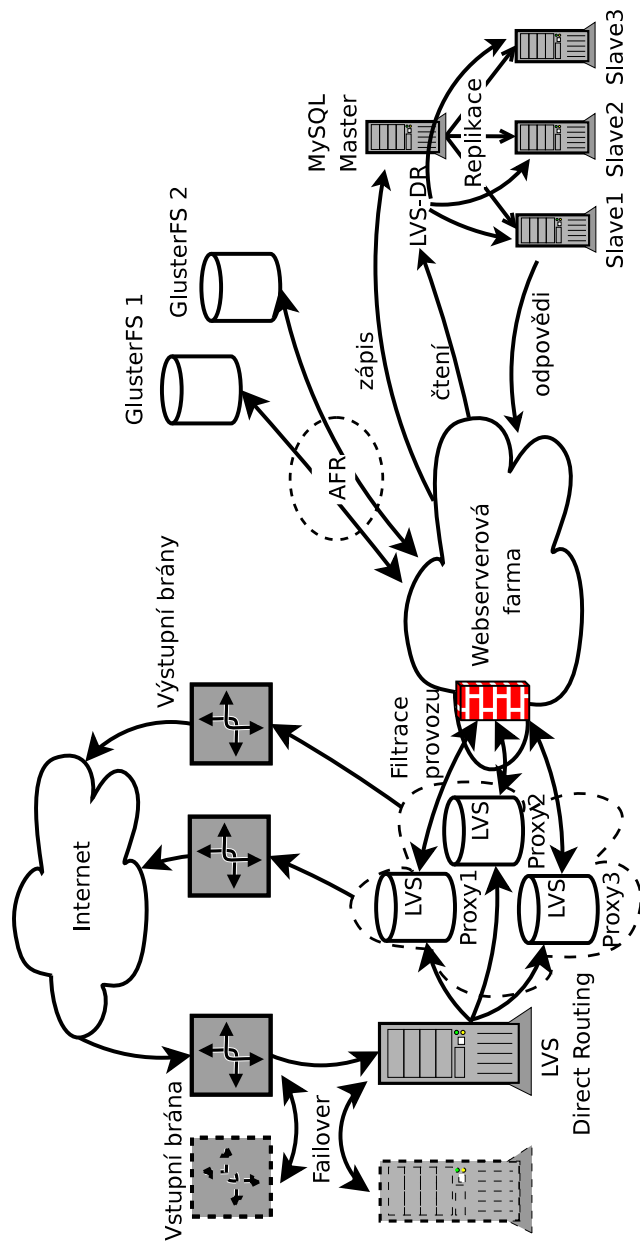 Vstupní brána
Failover
Internet
Výstupní brány
LVS
Direct Routing
LVS
Proxy1
LVS
Proxy2
LVS
Proxy3
Filtrace
provozu
Webserverová
farma
AFR
GlusterFS 1
GlusterFS 2
zápis
čtení
odpovědi
MySQL
Master
LVS-DR
Replikace
Slave1
Slave2
Slave3